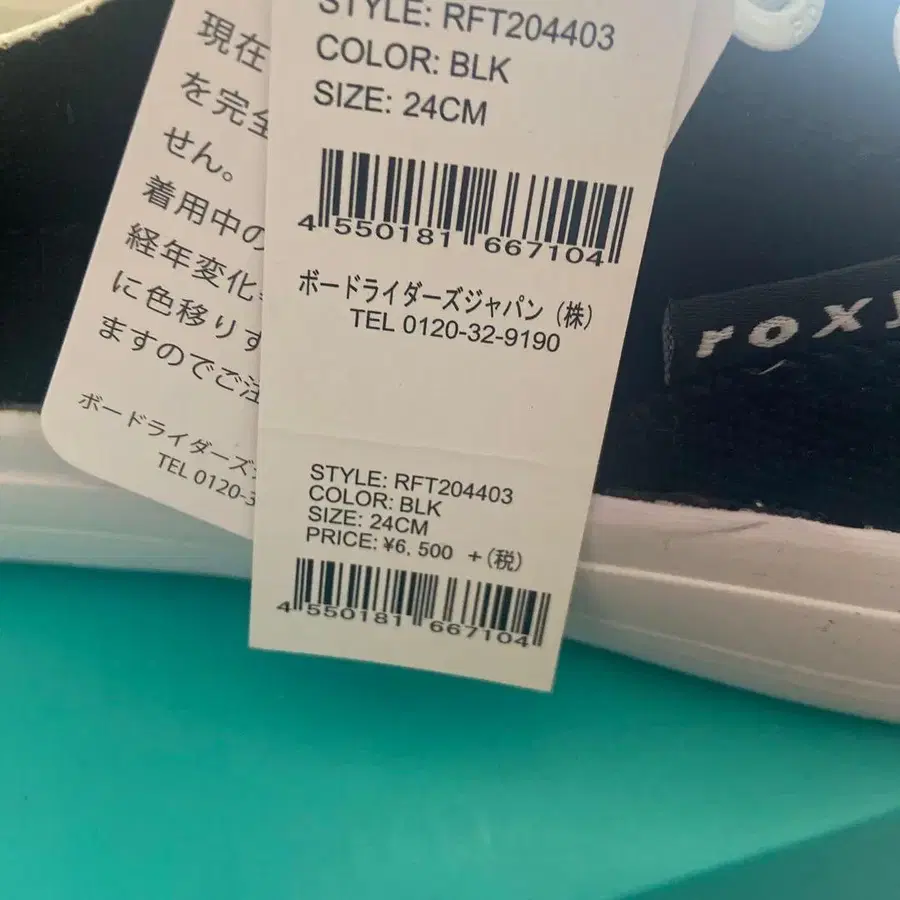 現在
を完全
せん。
着用中の
経年変化
に色移りす
ますのでご注
ボードライダーズ
TEL 0120-3
STYLE: RFT204403
COLOR: BLK
SIZE: 24CM
4 550181 667104
ボードライダーズジャパン（株）
TEL 0120-32-9190
STYLE: RFT204403
COLOR: BLK
SIZE: 24CM
PRICE: ¥6, 500 +(税)
4 550181 667104
roxy